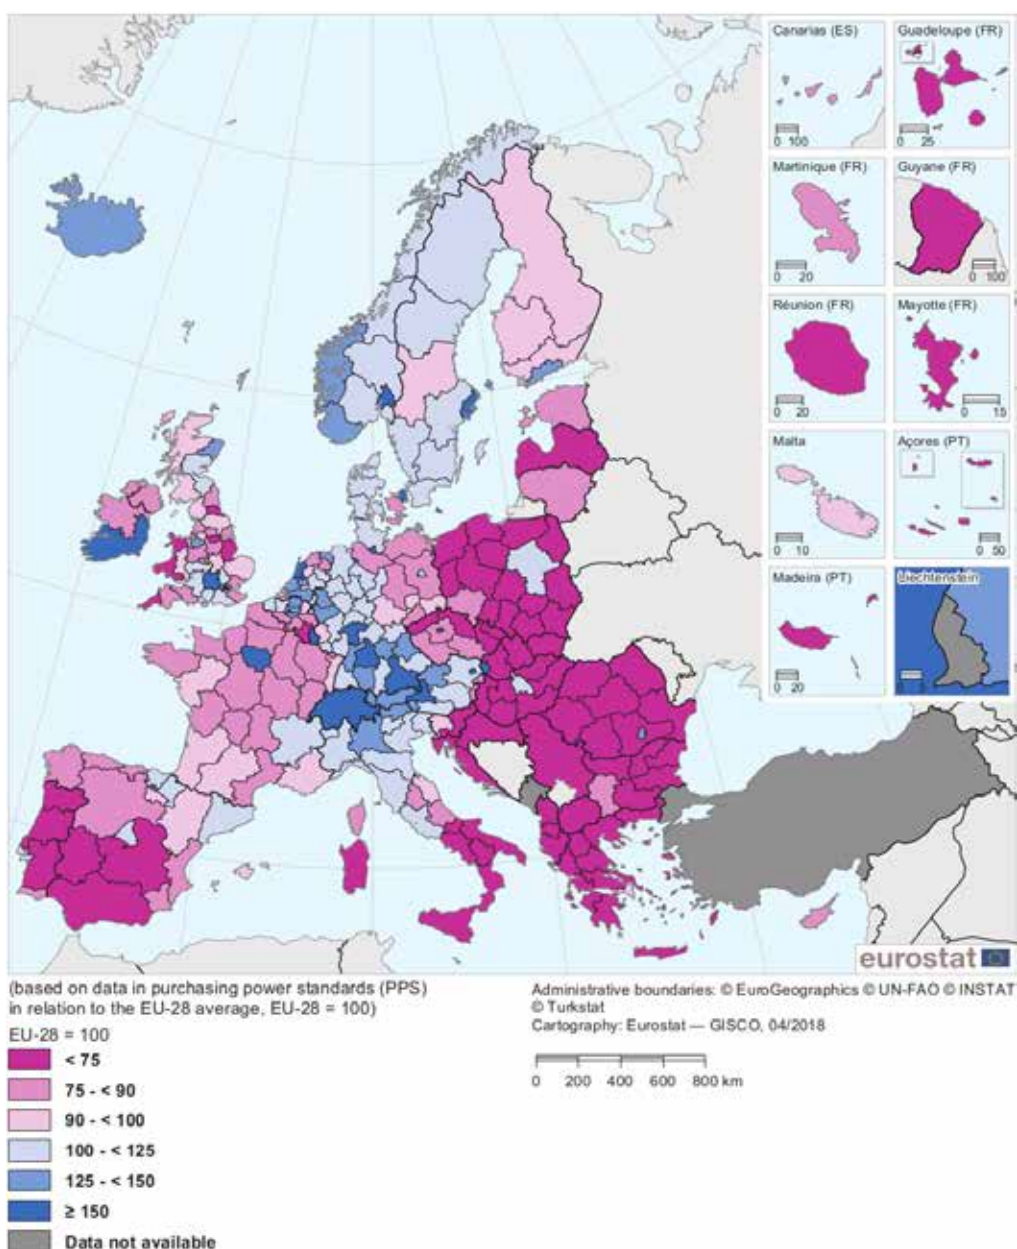 Canarias (ES)
0 100
Guadeloupe (FR)
0 25
Martinique (FR)
0 20
Guyane (FR)
0 100
Réunion (FR)
0 20
Mayotte (FR)
0 15
Malta
0 10
Açores (PT)
0 50
Madeira (PT)
0 20
Liechtenstein
eurostat
(based on data in purchasing power standards (PPS)
in relation to the EU-28 average, EU-28 = 100)
EU-28 = 100
< 75
75 - < 90
90 - < 100
100 - < 125
125 - < 150
≥ 150
Data not available
Administrative boundaries: © EuroGeographics © UN-FAO © INSTAT
© Turkstat
Cartography: Eurostat — GISCO, 04/2018
0 200 400 600 800 km